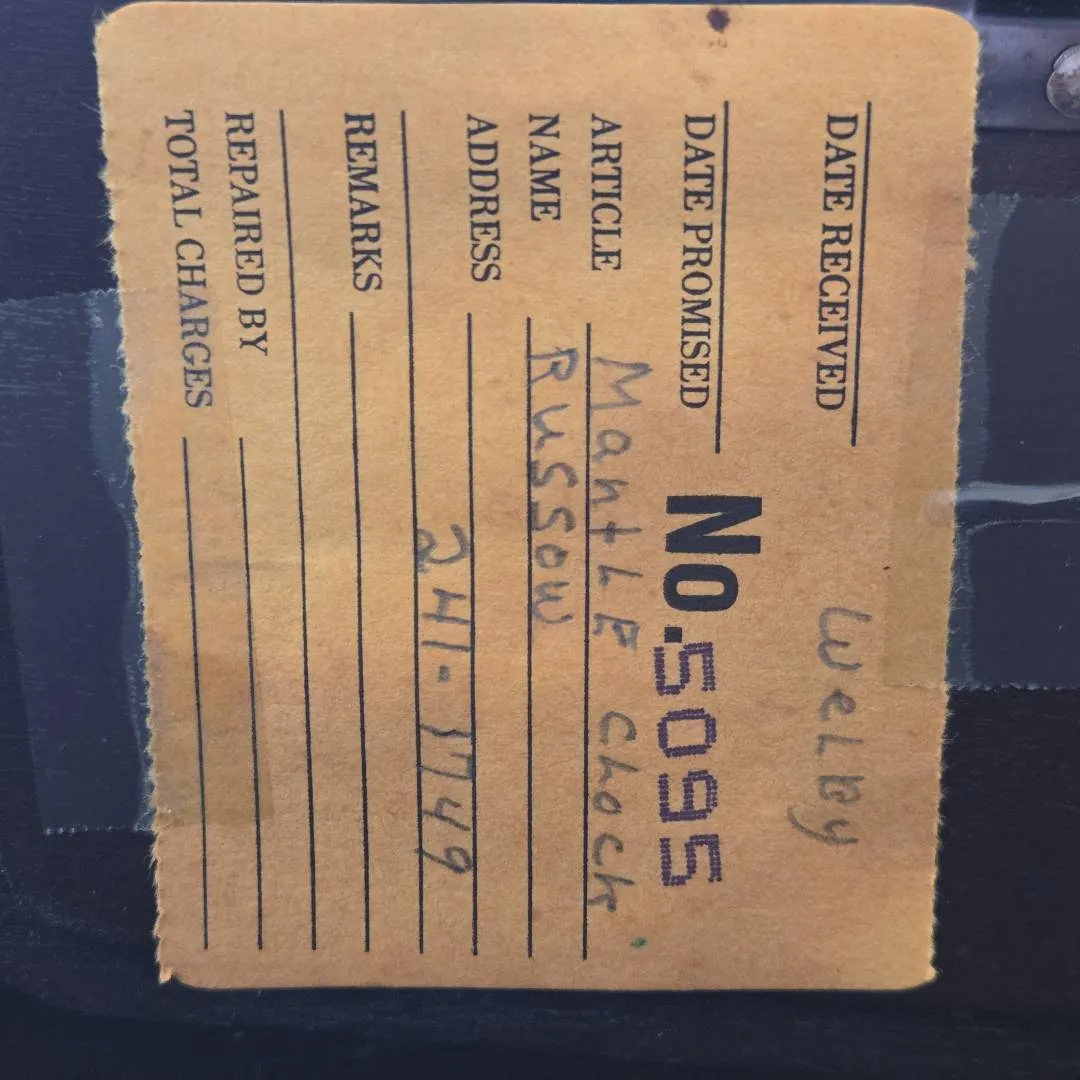 WeLBy
DATE RECEIVED
No. 5095
DATE PROMISED
ARTICLE MantLE CLock
NAME Russow
ADDRESS
241-1749
REMARKS
REPAIRED BY
TOTAL CHARGES